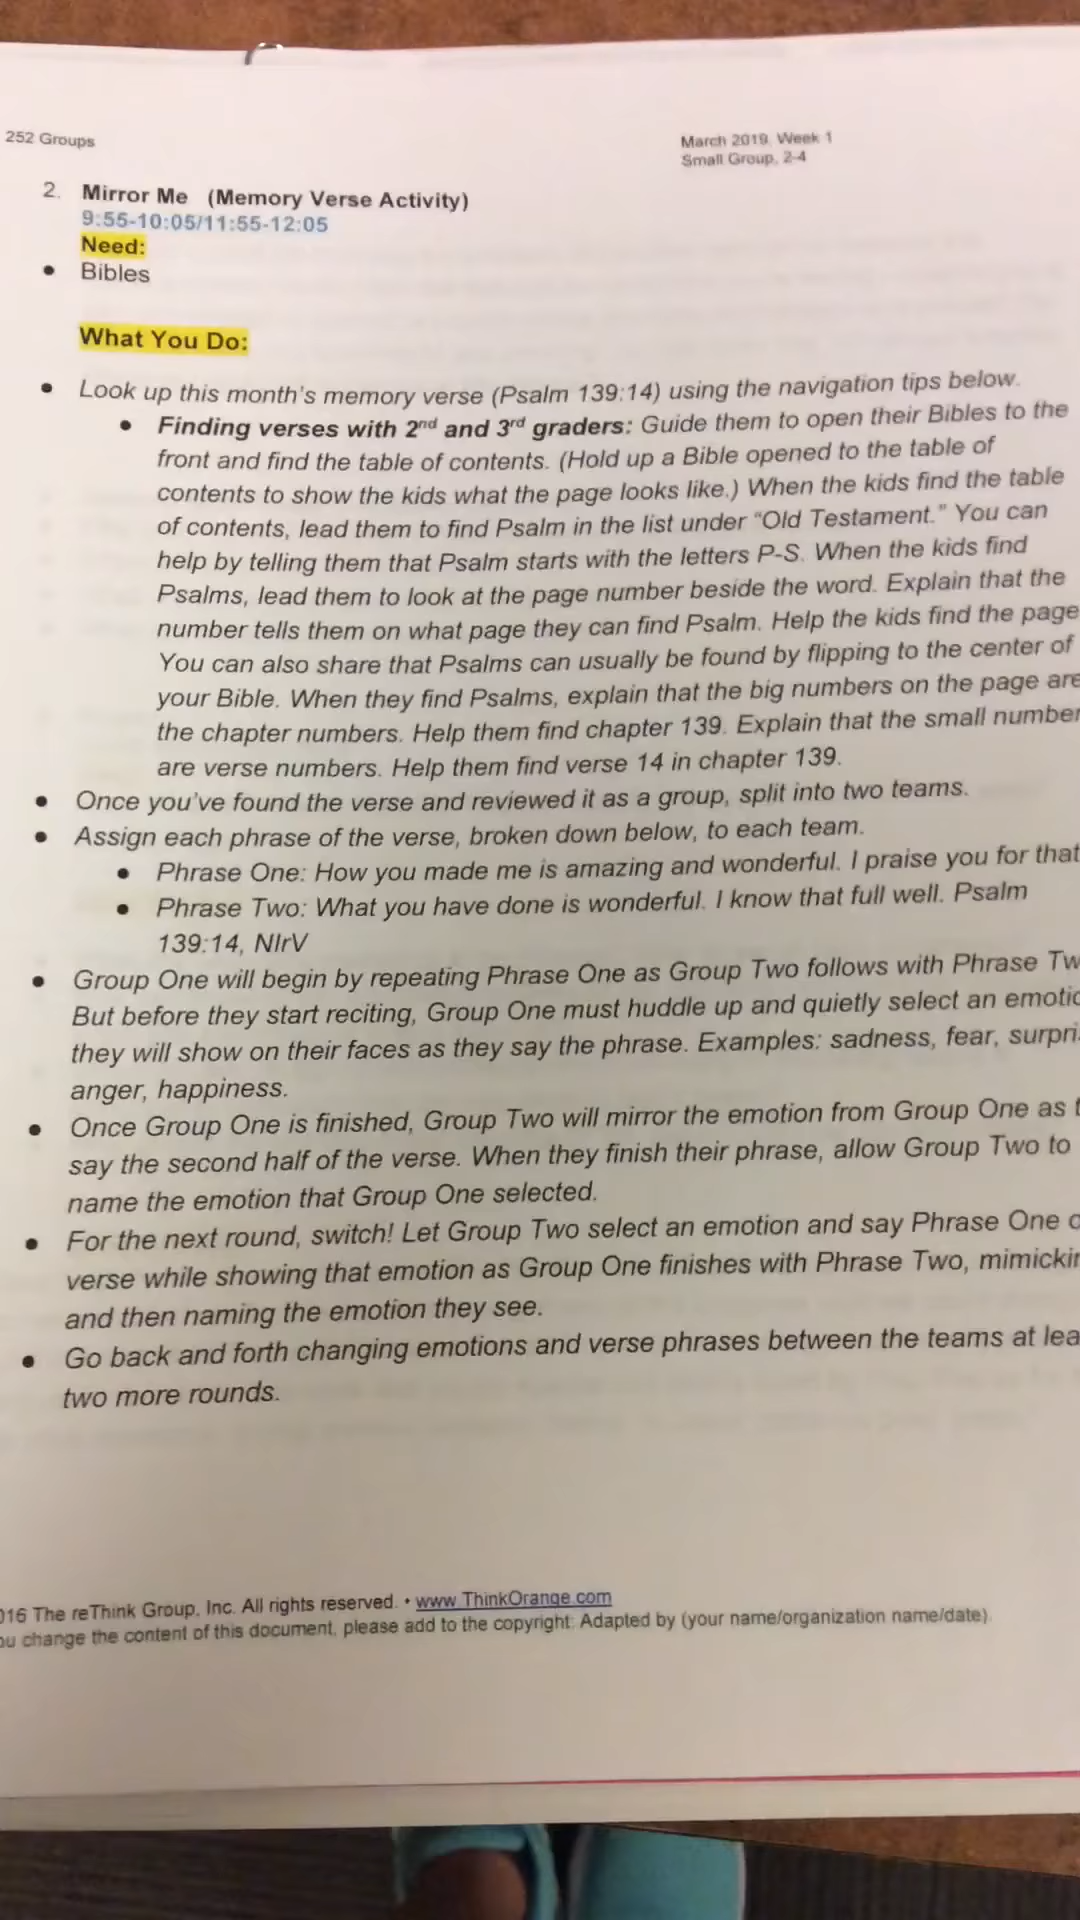 252 Groups
March 2019, Week 1
Small Group, 2-4
2. Mirror Me (Memory Verse Activity)
9:55-10:05/11:55-12:05
Need:
• Bibles
What You Do:
• Look up this month's memory verse (Psalm 139:14) using the navigation tips below.
• Finding verses with 2nd and 3rd graders: Guide them to open their Bibles to the
front and find the table of contents. (Hold up a Bible opened to the table of
contents to show the kids what the page looks like.) When the kids find the table
of contents, lead them to find Psalm in the list under "Old Testament." You can
help by telling them that Psalm starts with the letters P-S. When the kids find
Psalms, lead them to look at the page number beside the word. Explain that the
number tells them on what page they can find Psalm. Help the kids find the page
You can also share that Psalms can usually be found by flipping to the center of
your Bible. When they find Psalms, explain that the big numbers on the page are
the chapter numbers. Help them find chapter 139. Explain that the small number
are verse numbers. Help them find verse 14 in chapter 139.
• Once you've found the verse and reviewed it as a group, split into two teams.
• Assign each phrase of the verse, broken down below, to each team.
• Phrase One: How you made me is amazing and wonderful. I praise you for that
• Phrase Two: What you have done is wonderful. I know that full well. Psalm
139:14, NIrV
• Group One will begin by repeating Phrase One as Group Two follows with Phrase Tw
But before they start reciting, Group One must huddle up and quietly select an emotio
they will show on their faces as they say the phrase. Examples: sadness, fear, surpri
anger, happiness.
• Once Group One is finished, Group Two will mirror the emotion from Group One as t
say the second half of the verse. When they finish their phrase, allow Group Two to
name the emotion that Group One selected.
• For the next round, switch! Let Group Two select an emotion and say Phrase One o
verse while showing that emotion as Group One finishes with Phrase Two, mimickin
and then naming the emotion they see.
• Go back and forth changing emotions and verse phrases between the teams at lea
two more rounds.
016 The reThink Group, Inc. All rights reserved. • www.ThinkOrange.com
ou change the content of this document, please add to the copyright: Adapted by (your name/organization name/date).